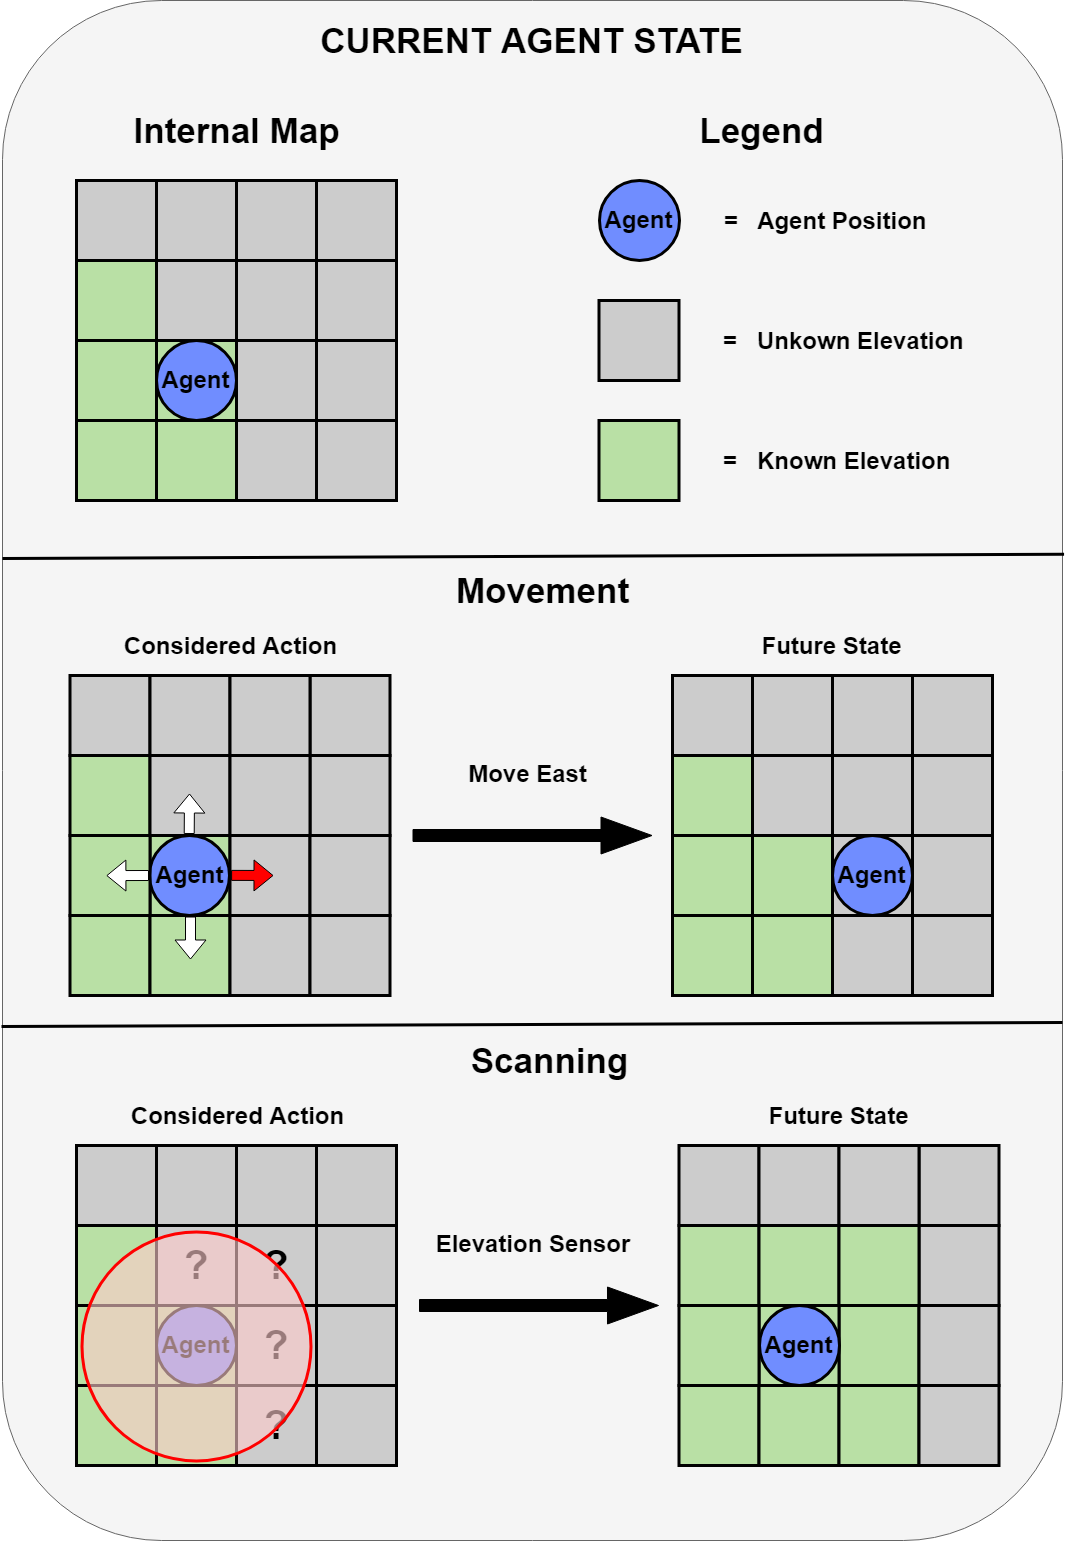 CURRENT AGENT STATE
Internal Map
Legend
Agent
Agent
= Agent Position
= Unkown Elevation
= Known Elevation
Movement
Considered Action
Future State
Agent
Move East
Agent
Scanning
Considered Action
Future State
? ?
Agent ?
?
Elevation Sensor
Agent